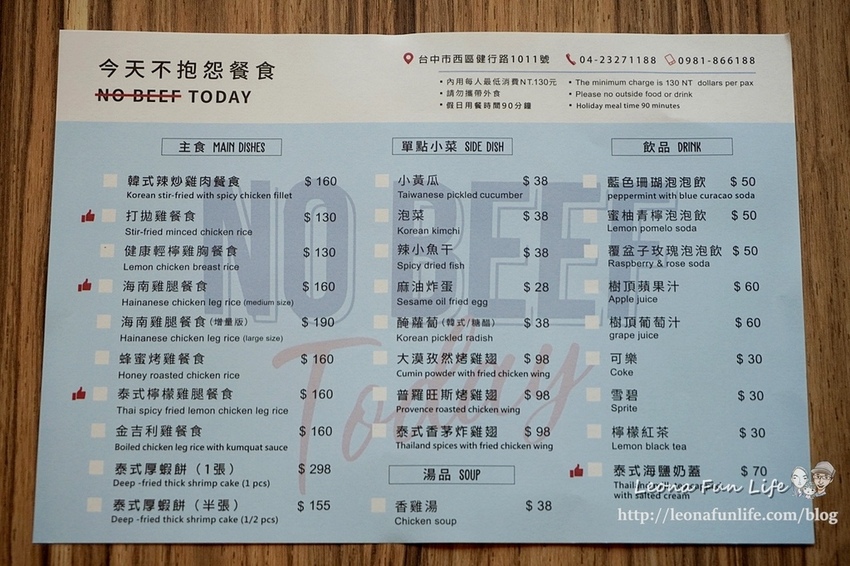 今天不抱怨餐食
NO BEEF TODAY
台中市西區健行路1011號 04-23271188 0981-866188
• 內用每人最低消費NT.130元
• 請勿攜帶外食
• 假日用餐時間90分鐘
• The minimum charge is 130 NT dollars per pax
• Please no outside food or drink
• Holiday meal time 90 minutes
主食 MAIN DISHES
韓式辣炒雞肉餐食 $ 160
Korean stir-fried with spicy chicken fillet
打拋雞餐食 $ 130
Stir-fried minced chicken rice
健康輕檸雞胸餐食 $ 130
Lemon chicken breast rice
海南雞腿餐食 $ 160
Hainanese chicken leg rice (medium size)
海南雞腿餐食 (增量版) $ 190
Hainanese chicken leg rice (large size)
蜂蜜烤雞餐食 $ 160
Honey roasted chicken rice
泰式檸檬雞腿餐食 $ 160
Thai spicy fried lemon chicken leg rice
金吉利雞餐食 $ 160
Boiled chicken leg rice with kumquat sauce
泰式厚蝦餅（1張） $ 298
Deep -fried thick shrimp cake (1 pcs)
泰式厚蝦餅（半張） $ 155
Deep -fried thick shrimp cake (1/2 pcs)
單點小菜 SIDE DISH
小黃瓜 $ 38
Taiwanese pickled cucumber
泡菜 $ 38
Korean kimchi
辣小魚干 $ 38
Spicy dried fish
麻油炸蛋 $ 28
Sesame oil fried egg
醃蘿蔔 (韓式/糖醋) $ 38
Korean pickled radish
大漠孜然烤雞翅 $ 98
Cumin powder with fried chicken wing
普羅旺斯烤雞翅 $ 98
Provence roasted chicken wing
泰式香茅炸雞翅 $ 98
Thailand spices with fried chicken wing
湯品 SOUP
香雞湯 $ 38
Chicken soup
飲品 DRINK
藍色珊瑚泡泡飲 $ 50
peppermint with blue curacao soda
蜜柚青檸泡泡飲 $ 50
Lemon pomelo soda
覆盆子玫瑰泡泡飲 $ 50
Raspberry & rose soda
樹頂蘋果汁 $ 60
Apple juice
樹頂葡萄汁 $ 60
grape juice
可樂 $ 30
Coke
雪碧 $ 30
Sprite
檸檬紅茶 $ 30
Lemon black tea
泰式海鹽奶蓋 $ 70
Thailand
with salted cream
NO BEEF
Today
Leona Fun Life
http://leonafunlife.com/blog